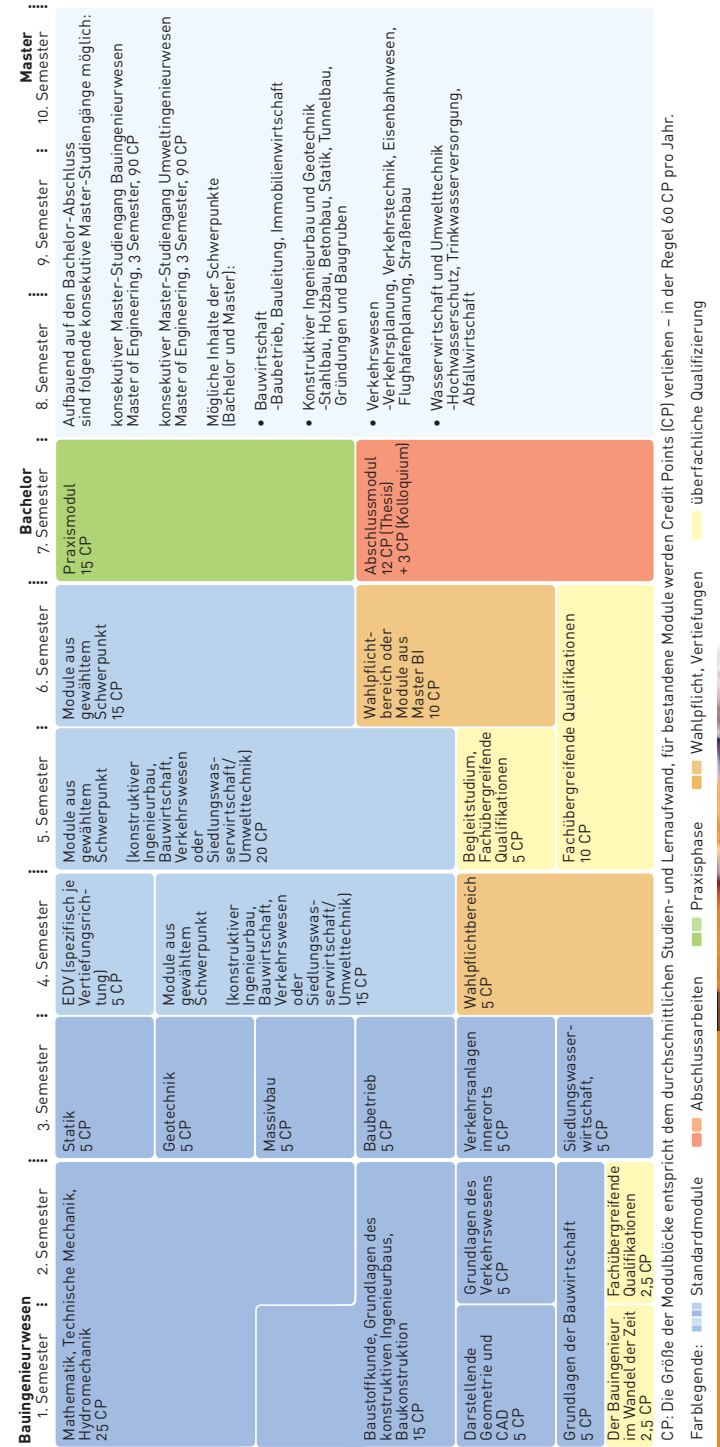 Bauingenieurwesen
1. Semester
2. Semester
3. Semester
4. Semester
5. Semester
6. Semester
Bachelor
7. Semester
8. Semester
9. Semester
Master
10. Semester
Mathematik, Technische Mechanik,
Hydromechanik
25 CP
Baustoffkunde, Grundlagen des
konstruktiven Ingenieurbaus,
Baukonstruktion
15 CP
Darstellende
Geometrie und
CAD
5 CP
Grundlagen des
Verkehrswesens
5 CP
Grundlagen der Bauwirtschaft
5 CP
Der Bauingenieur
im Wandel der Zeit
2,5 CP
Fachübergreifende
Qualifikationen
2,5 CP
Statik
5 CP
Geotechnik
5 CP
Massivbau
5 CP
Baubetrieb
5 CP
Verkehrsanlagen
innerorts
5 CP
Siedlungswasser-
wirtschaft,
5 CP
EDV (spezifisch je
Vertiefungsrich-
tung)
5 CP
Module aus
gewähltem
Schwerpunkt
(konstruktiver
Ingenieurbau,
Bauwirtschaft,
Verkehrswesen
oder
Siedlungswas-
serwirtschaft/
Umwelttechnik)
15 CP
Wahlpflichtbereich
5 CP
Module aus
gewähltem
Schwerpunkt
(konstruktiver
Ingenieurbau,
Bauwirtschaft,
Verkehrswesen
oder
Siedlungswas-
serwirtschaft/
Umwelttechnik)
20 CP
Begleitstudium,
Fachübergreifende
Qualifikationen
5 CP
Fachübergreifende Qualifikationen
10 CP
Module aus
gewähltem
Schwerpunkt
15 CP
Wahlpflicht-
bereich oder
Module aus
Master BI
10 CP
Praxismodul
15 CP
Abschlussmodul
12 CP (Thesis)
+ 3 CP (Kolloquium)
Aufbauend auf den Bachelor-Abschluss
sind folgende konsekutive Master-Studiengänge möglich:
konsekutiver Master-Studiengang Bauingenieurwesen
Master of Engineering, 3 Semester, 90 CP
konsekutiver Master-Studiengang Umweltingenieurwesen
Master of Engineering, 3 Semester, 90 CP
Mögliche Inhalte der Schwerpunkte
(Bachelor und Master):
• Bauwirtschaft
-Baubetrieb, Bauleitung, Immobilienwirtschaft
• Konstruktiver Ingenieurbau und Geotechnik
-Stahlbau, Holzbau, Betonbau, Statik, Tunnelbau,
Gründungen und Baugruben
• Verkehrswesen
-Verkehrsplanung, Verkehrstechnik, Eisenbahnwesen,
Flughafenplanung, Straßenbau
• Wasserwirtschaft und Umwelttechnik
-Hochwasserschutz, Trinkwasserversorgung,
Abfallwirtschaft
CP: Die Größe der Modulblöcke entspricht dem durchschnittlichen Studien- und Lernaufwand, für bestandene Module werden Credit Points (CP) verliehen – in der Regel 60 CP pro Jahr.
Farblegende:
Standardmodule
Abschlussarbeiten
Praxisphase
Wahlpflicht, Vertiefungen
überfachliche Qualifizierung